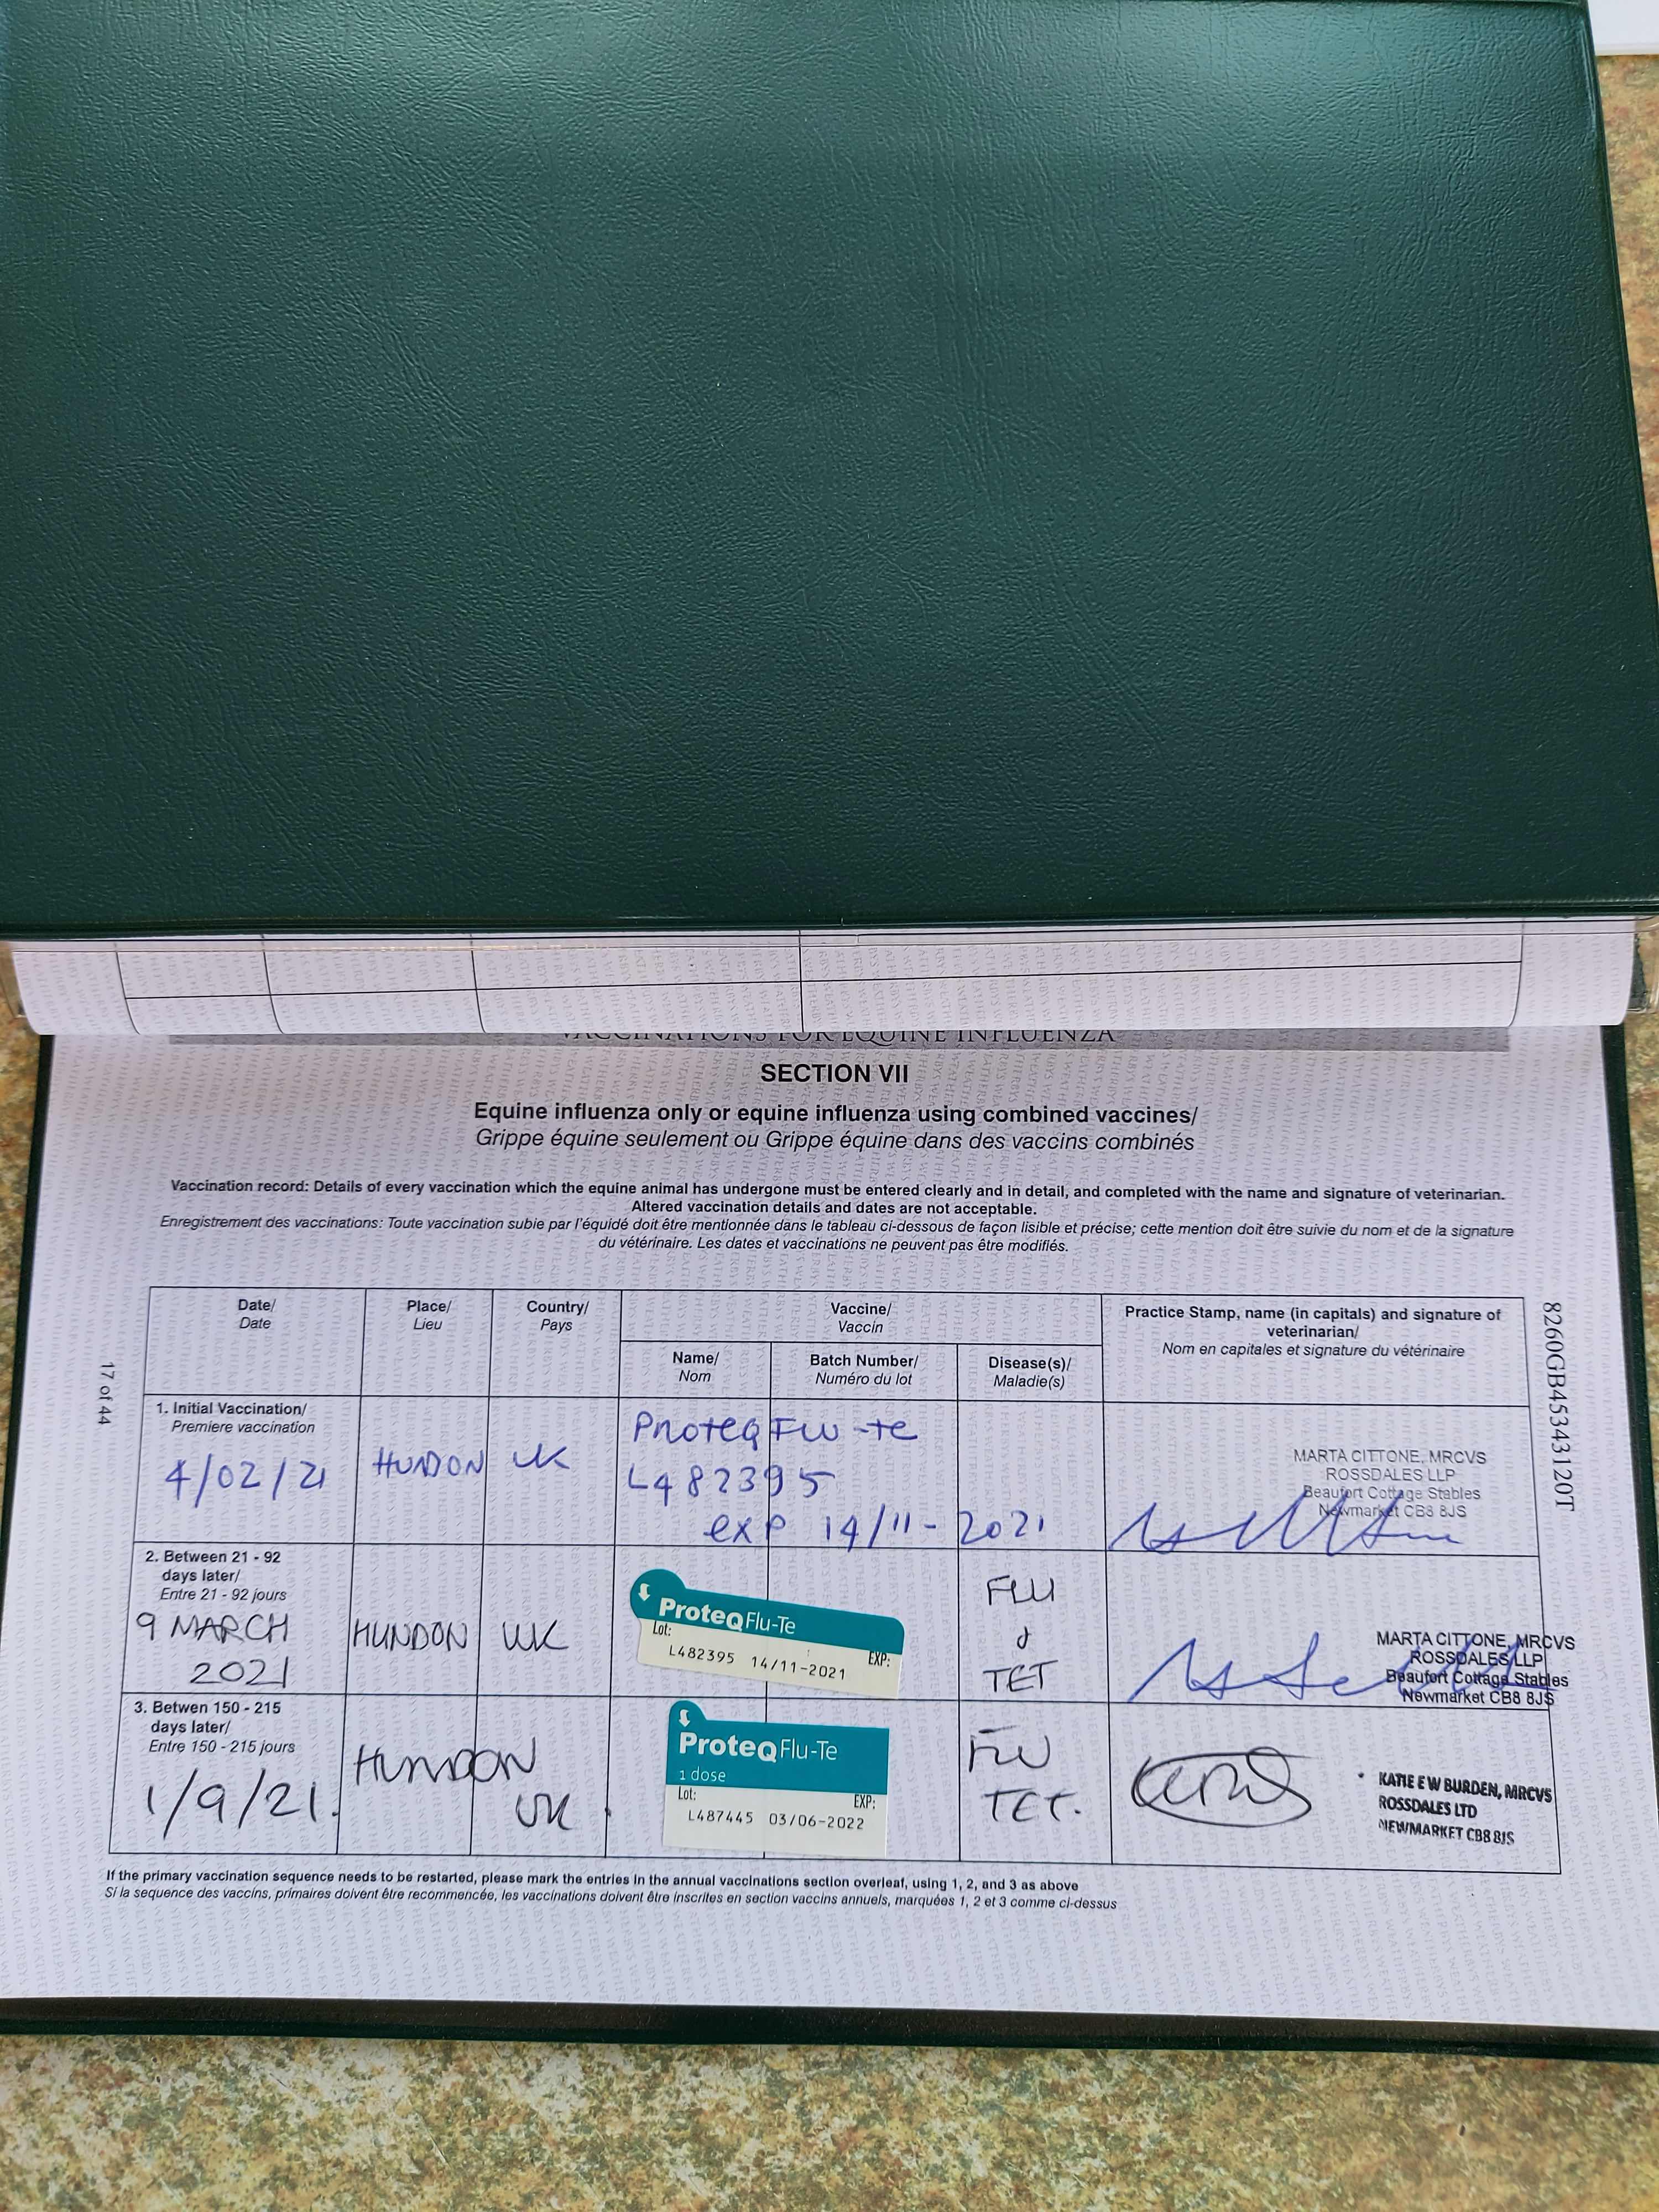 VACCINATIONS FOR EQUINE INFLUENZA
SECTION VII
Equine influenza only or equine influenza using combined vaccines/
Grippe équine seulement ou Grippe équine dans des vaccins combinés
Vaccination record: Details of every vaccination which the equine animal has undergone must be entered clearly and in detail, and completed with the name and signature of veterinarian.
Altered vaccination details and dates are not acceptable.
Enregistrement des vaccinations: Toute vaccination subie par l'équidé doit être mentionnée dans le tableau ci-dessous de façon lisible et précise; cette mention doit être suivie du nom et de la signature
du vétérinaire. Les dates et vaccinations ne peuvent pas être modifiés.
Date/
Date
Place/
Lieu
Country/
Pays
Vaccine/
Vaccin
Name/
Nom
Batch Number/
Numéro du lot
Disease(s)/
Maladie(s)
Practice Stamp, name (in capitals) and signature of
veterinarian/
Nom en capitales et signature du vétérinaire
1. Initial Vaccination/
Premiere vaccination
4/02/21
HUNDON
UK
ProteqFlu-te
L482395
exp 14/11-2021
MARTA CITTONE, MRCVS
ROSSDALES LLP
Beaufort Cottage Stables
Newmarket CB8 8JS
2. Between 21 - 92
days later/
Entre 21 - 92 jours
9 MARCH
2021
HUNDON
UK
ProteqFlu-Te
Lot:
EXP:
L482395 14/11-2021
FLU
&
TET
MARTA CITTONE, MRCVS
ROSSDALES LLP
Beaufort Cottage Stables
Newmarket CB8 8JS
3. Betwen 150 - 215
days later/
Entre 150 - 215 jours
1/9/21.
HUNDON
UK
ProteqFlu-Te
1 dose
Lot:
EXP:
L487445 03/06-2022
FLU
TET.
KATIE E W BURDEN, MRCVS
ROSSDALES LTD
NEWMARKET CB8 8JS
If the primary vaccination sequence needs to be restarted, please mark the entries in the annual vaccinations section overleaf, using 1, 2, and 3 as above
Si la sequence des vaccins, primaires doivent être recommencée, les vaccinations doivent être inscrites en section vaccins annuels, marquées 1, 2 et 3 comme ci-dessus
17 of 44
8260GB45343120T